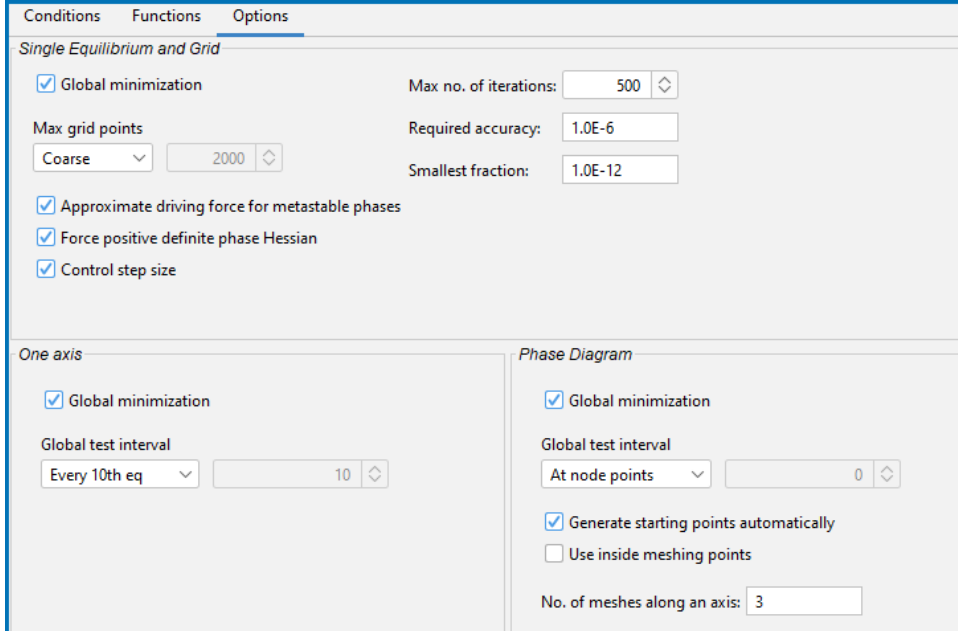 Conditions Functions Options
Single Equilibrium and Grid
Global minimization
Max no. of iterations: 500
Max grid points
Required accuracy: 1.0E-6
Coarse 2000
Smallest fraction: 1.0E-12
Approximate driving force for metastable phases
Force positive definite phase Hessian
Control step size
One axis
Global minimization
Global test interval
Every 10th eq 10
Phase Diagram
Global minimization
Global test interval
At node points 0
Generate starting points automatically
Use inside meshing points
No. of meshes along an axis: 3